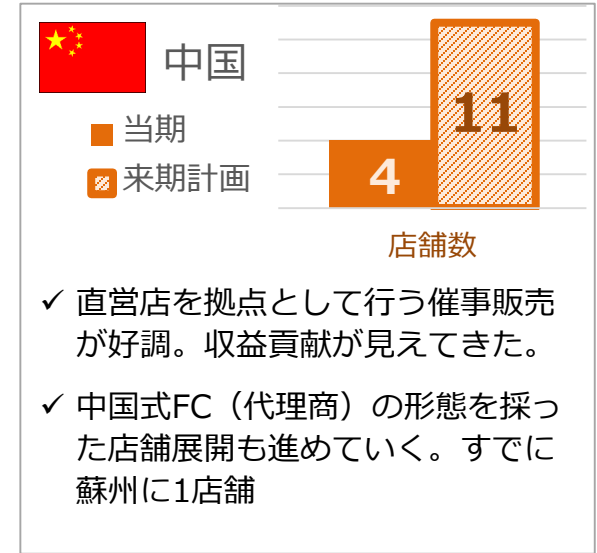 中国
当期
来期計画
4
11
店舗数
✓ 直営店を拠点として行う催事販売
が好調。収益貢献が見えてきた。
✓ 中国式FC（代理商）の形態を採っ
た店舗展開も進めていく。すでに
蘇州に1店舗